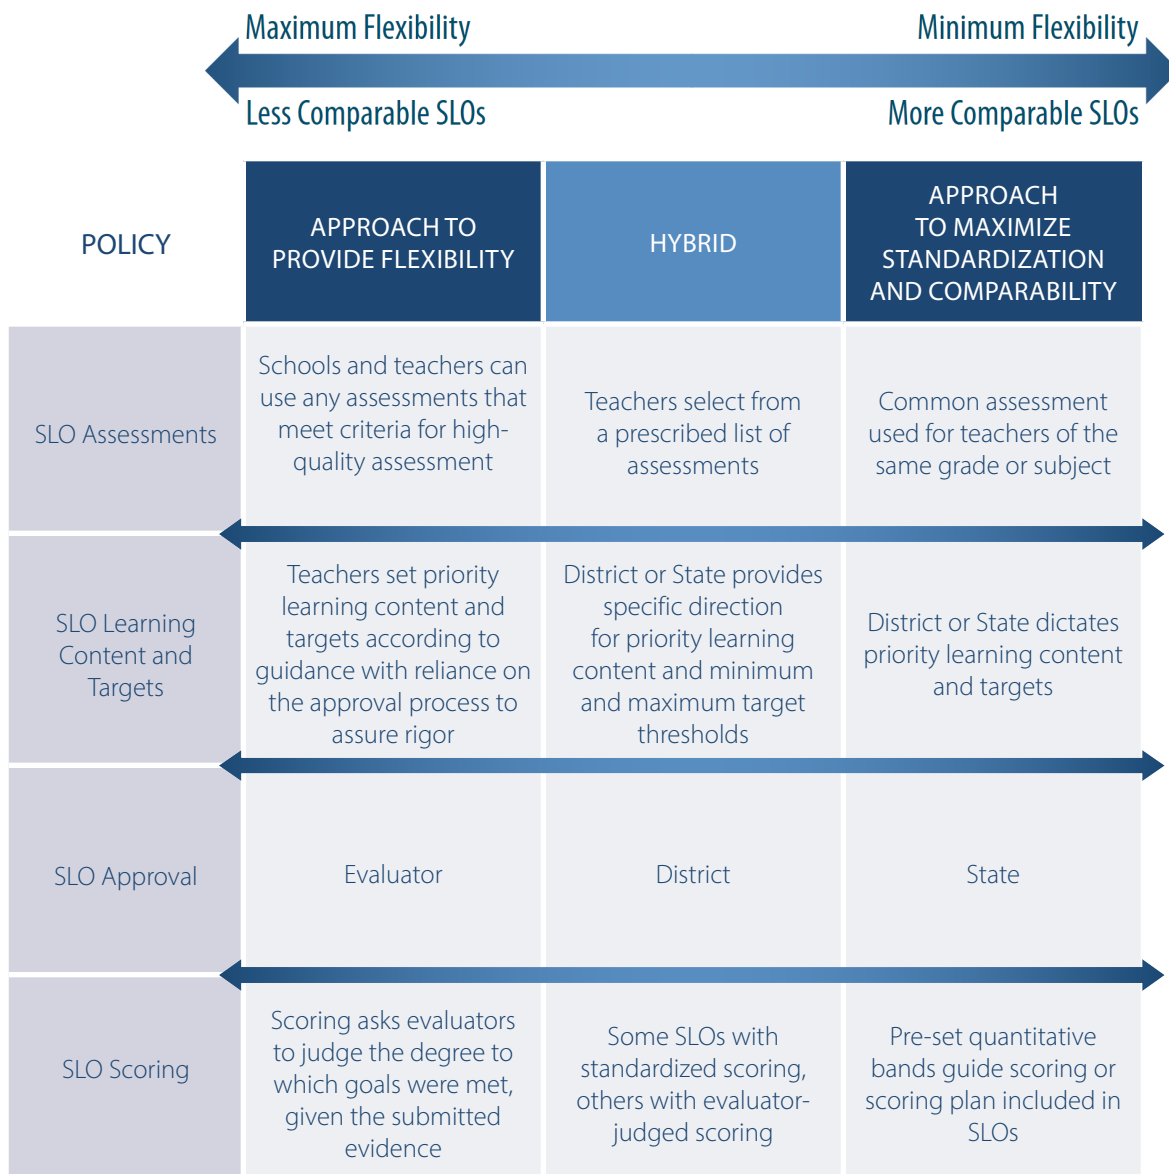 Maximum Flexibility
Minimum Flexibility
Less Comparable SLOs
More Comparable SLOs
POLICY
APPROACH TO
PROVIDE FLEXIBILITY
HYBRID
APPROACH
TO MAXIMIZE
STANDARDIZATION
AND COMPARABILITY
SLO Assessments
Schools and teachers can
use any assessments that
meet criteria for high-
quality assessment
Teachers select from
a prescribed list of
assessments
Common assessment
used for teachers of the
same grade or subject
SLO Learning
Content and
Targets
Teachers set priority
learning content and
targets according to
guidance with reliance on
the approval process to
assure rigor
District or State provides
specific direction
for priority learning
content and minimum
and maximum target
thresholds
District or State dictates
priority learning content
and targets
SLO Approval
Evaluator
District
State
SLO Scoring
Scoring asks evaluators
to judge the degree to
which goals were met,
given the submitted
evidence
Some SLOs with
standardized scoring,
others with evaluator-
judged scoring
Pre-set quantitative
bands guide scoring or
scoring plan included in
SLOs